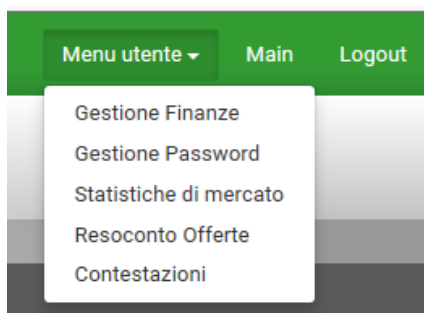 Menu utente Main Logout
Gestione Finanze
Gestione Password
Statistiche di mercato
Resoconto Offerte
Contestazioni